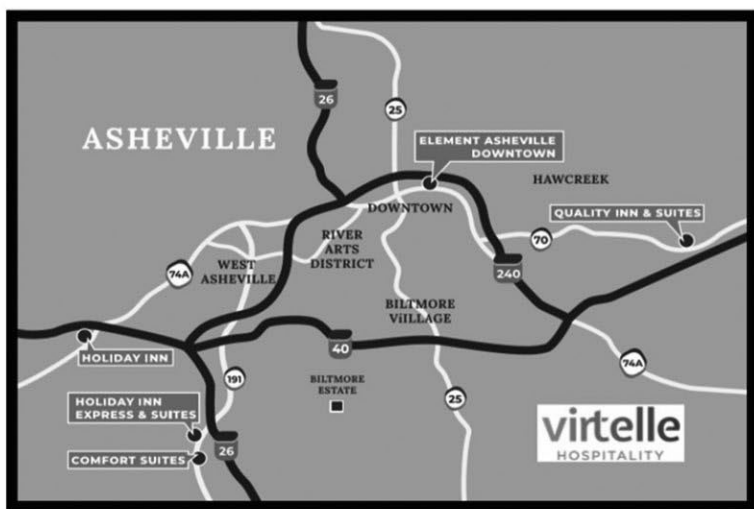 26
25
ASHEVILLE
ELEMENT ASHEVILLE
DOWNTOWN
HAWCREEK
DOWNTOWN
QUALITY INN & SUITES
RIVER
ARTS
DISTRICT
70
WEST
ASHEVILLE
74A
240
BILTMORE
ViILLAGE
40
HOLIDAY INN
74A
191
BILTMORE
ESTATE
25
HOLIDAY INN
EXPRESS & SUITES
26
COMFORT SUITES
virtelle
HOSPITALITY